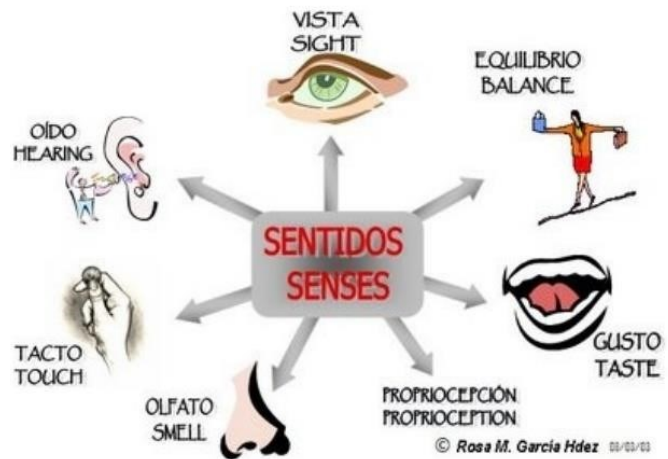 VISTA
SIGHT
EQUILIBRIO
BALANCE
OÍDO
HEARING
SENTIDOS
SENSES
TACTO
TOUCH
GUSTO
TASTE
OLFATO
SMELL
PROPRIOCEPCIÓN
PROPRIOCEPTION
© Rosa M. García Hdez